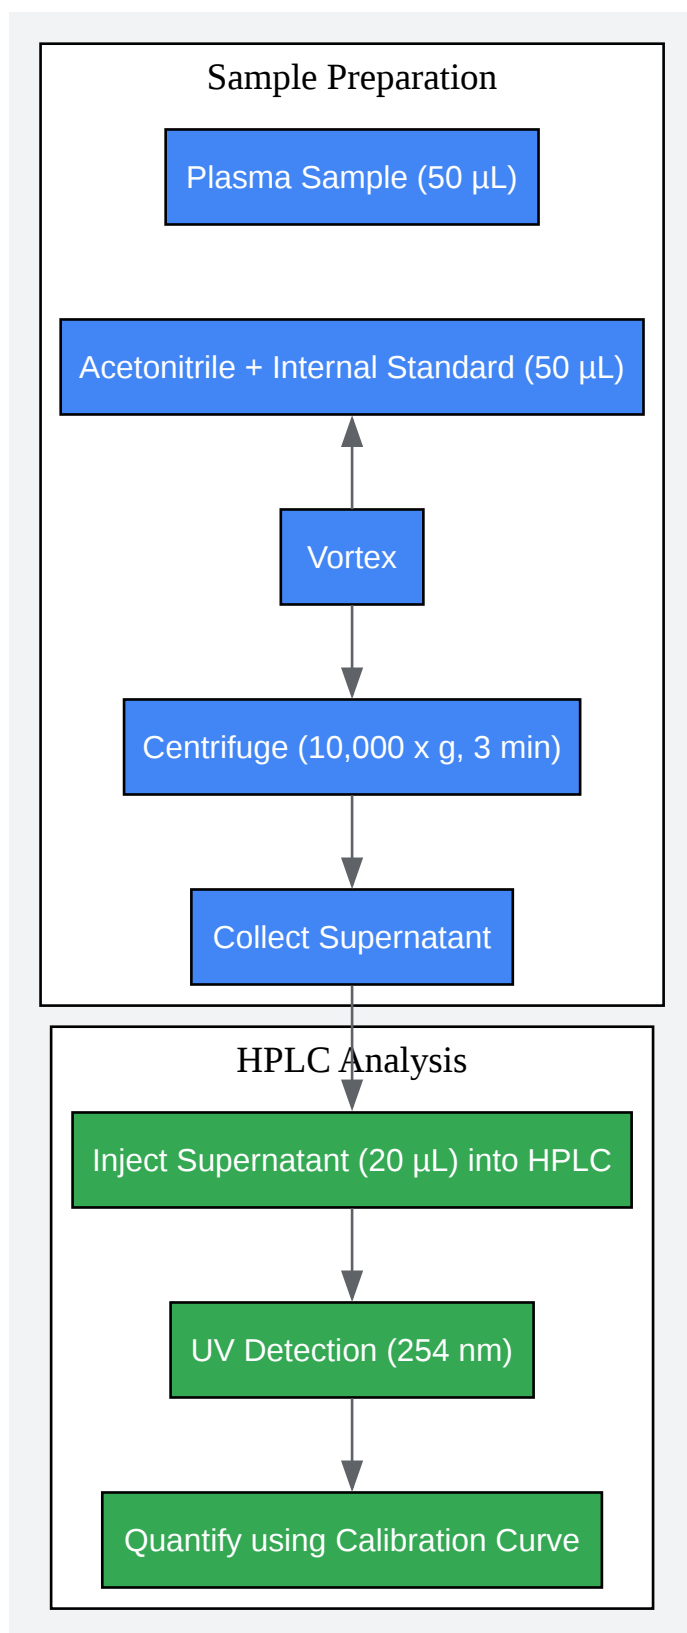 Sample Preparation
Plasma Sample (50 µL)
Acetonitrile + Internal Standard (50 µL)
Vortex
Centrifuge (10,000 x g, 3 min)
Collect Supernatant
HPLC Analysis
Inject Supernatant (20 µL) into HPLC
UV Detection (254 nm)
Quantify using Calibration Curve